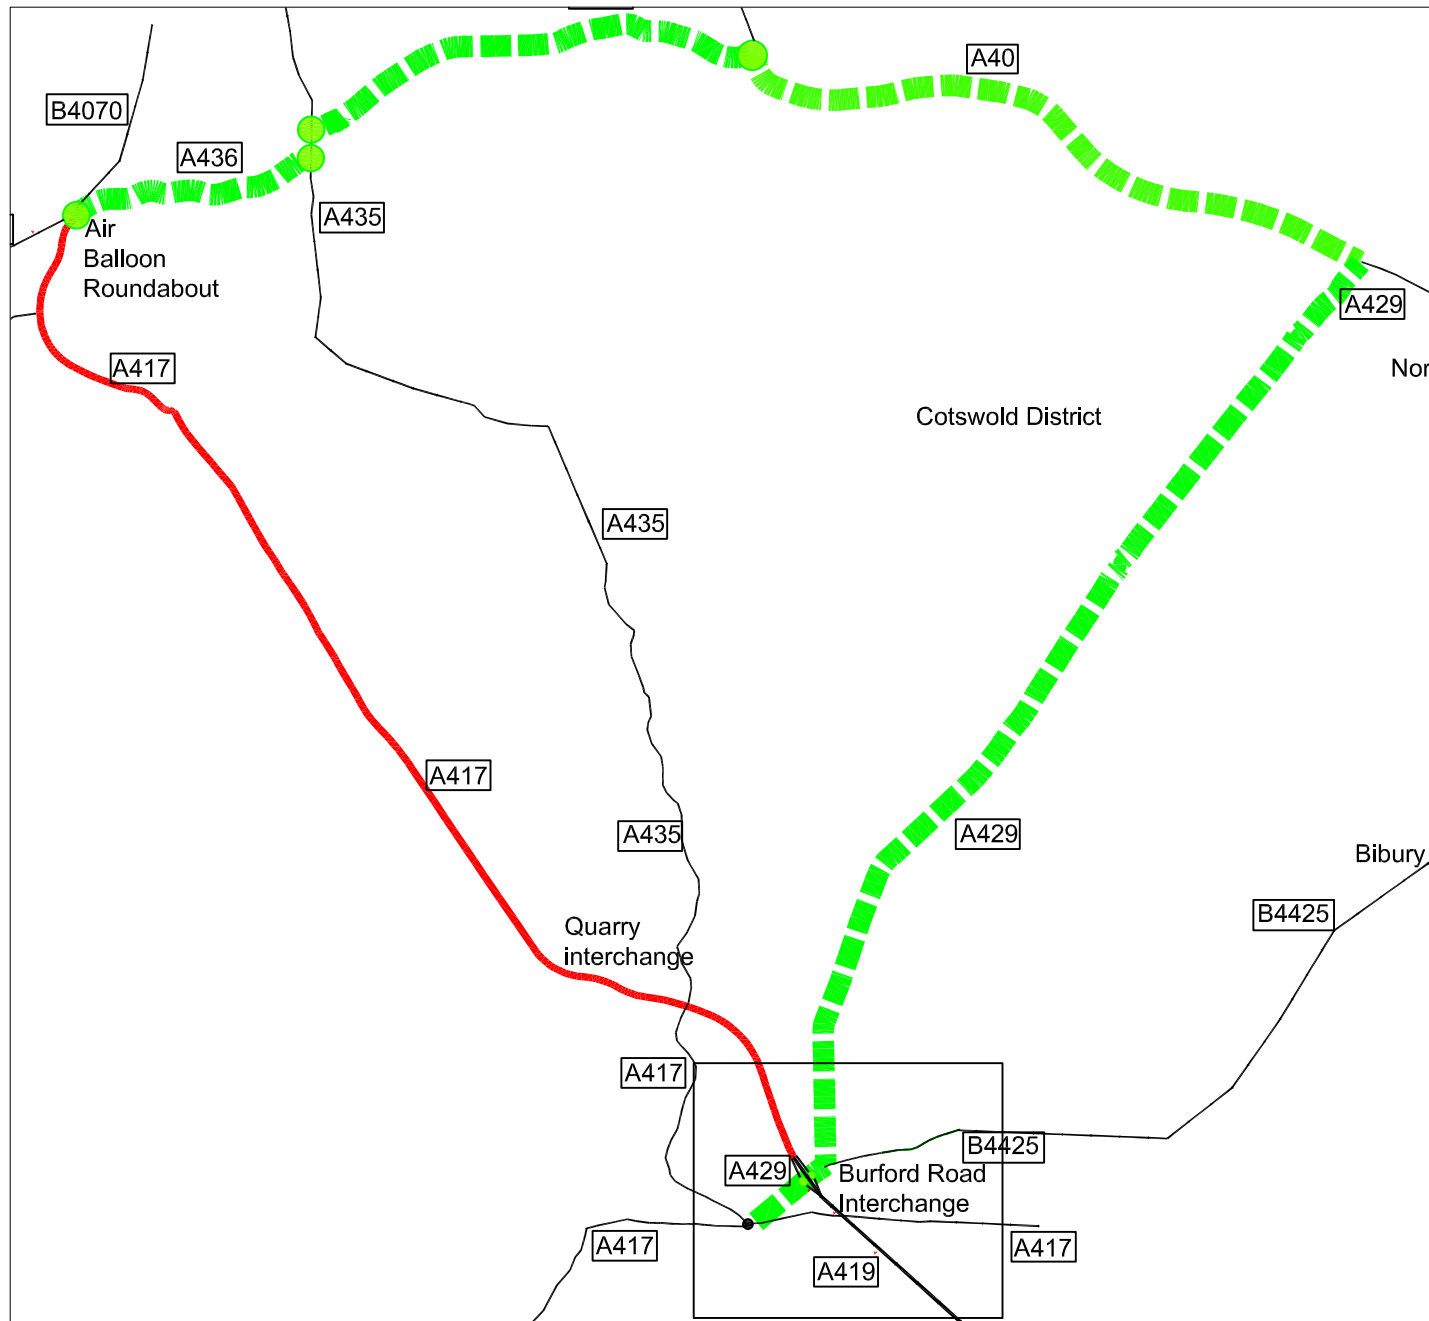 A40
B4070
A436
A435
Air
Balloon
Roundabout
A429
A417
Nor
Cotswold District
A435
A417
A435
A429
Bibury
B4425
Quarry
interchange
A417
B4425
A429
Burford Road
Interchange
A417
A417
A419